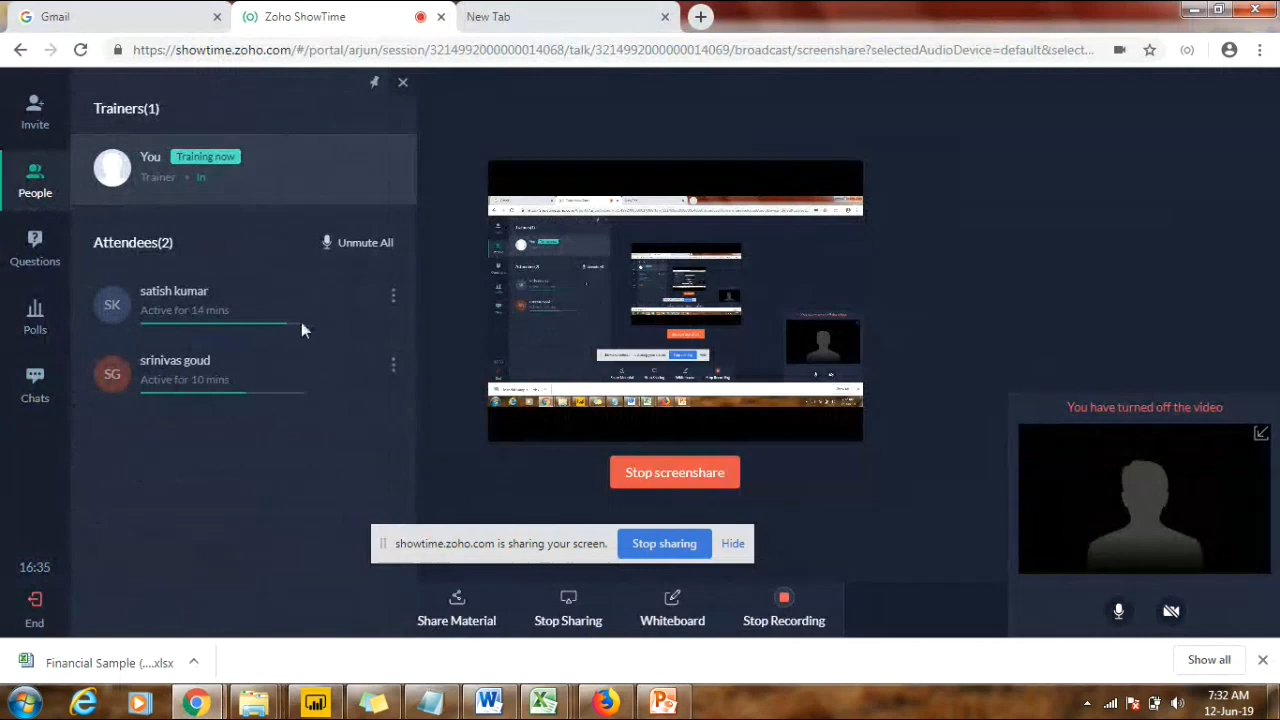 Gmail
Zoho ShowTime
New Tab
https://showtime.zoho.com/#/portal/arjun/session/3214992000000014068/talk/3214992000000014069/broadcast/screenshare?selectedAudioDevice=default&select...
Trainers(1)
Invite
You Training now
Trainer • In
People
Attendees(2) Unmute All
Questions
SK satish kumar
Active for 14 mins
Polls
SG srinivas goud
Active for 10 mins
Chats
You have turned off the video
Stop screenshare
showtime.zoho.com is sharing your screen. Stop sharing Hide
16:35
End
Share Material Stop Sharing Whiteboard Stop Recording
Financial Sample (....xlsx
Show all
7:32 AM
12-Jun-19